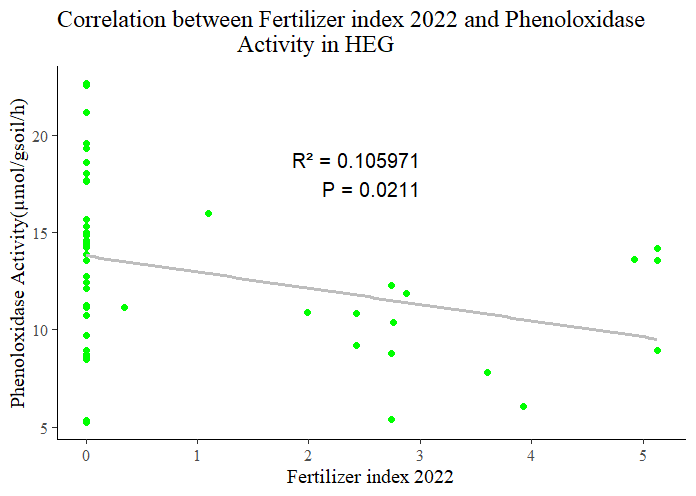 Correlation between Fertilizer index 2022 and Phenoloxidase
Activity in HEG
Phenoloxidase Activity(µmol/gsoil/h)
20
15
10
5
R² = 0.105971
P = 0.0211
0 1 2 3 4 5
Fertilizer index 2022